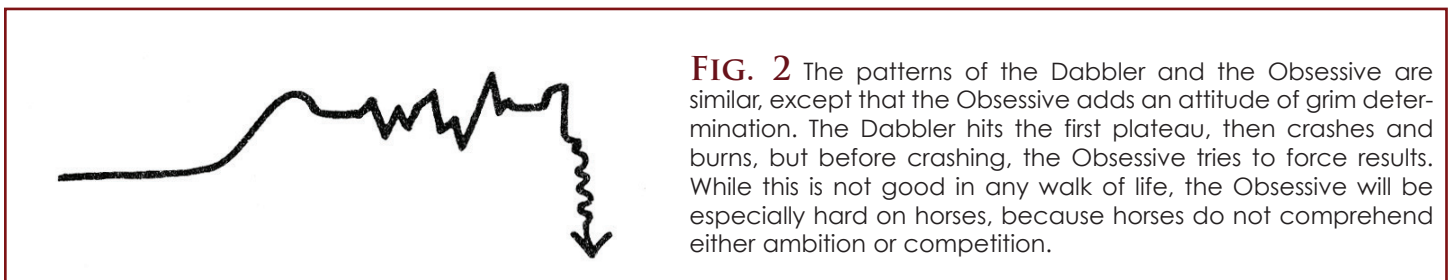 FIG. 2 The patterns of the Dabbler and the Obsessive are
similar, except that the Obsessive adds an attitude of grim deter-
mination. The Dabbler hits the first plateau, then crashes and
burns, but before crashing, the Obsessive tries to force results.
While this is not good in any walk of life, the Obsessive will be
especially hard on horses, because horses do not comprehend
either ambition or competition.